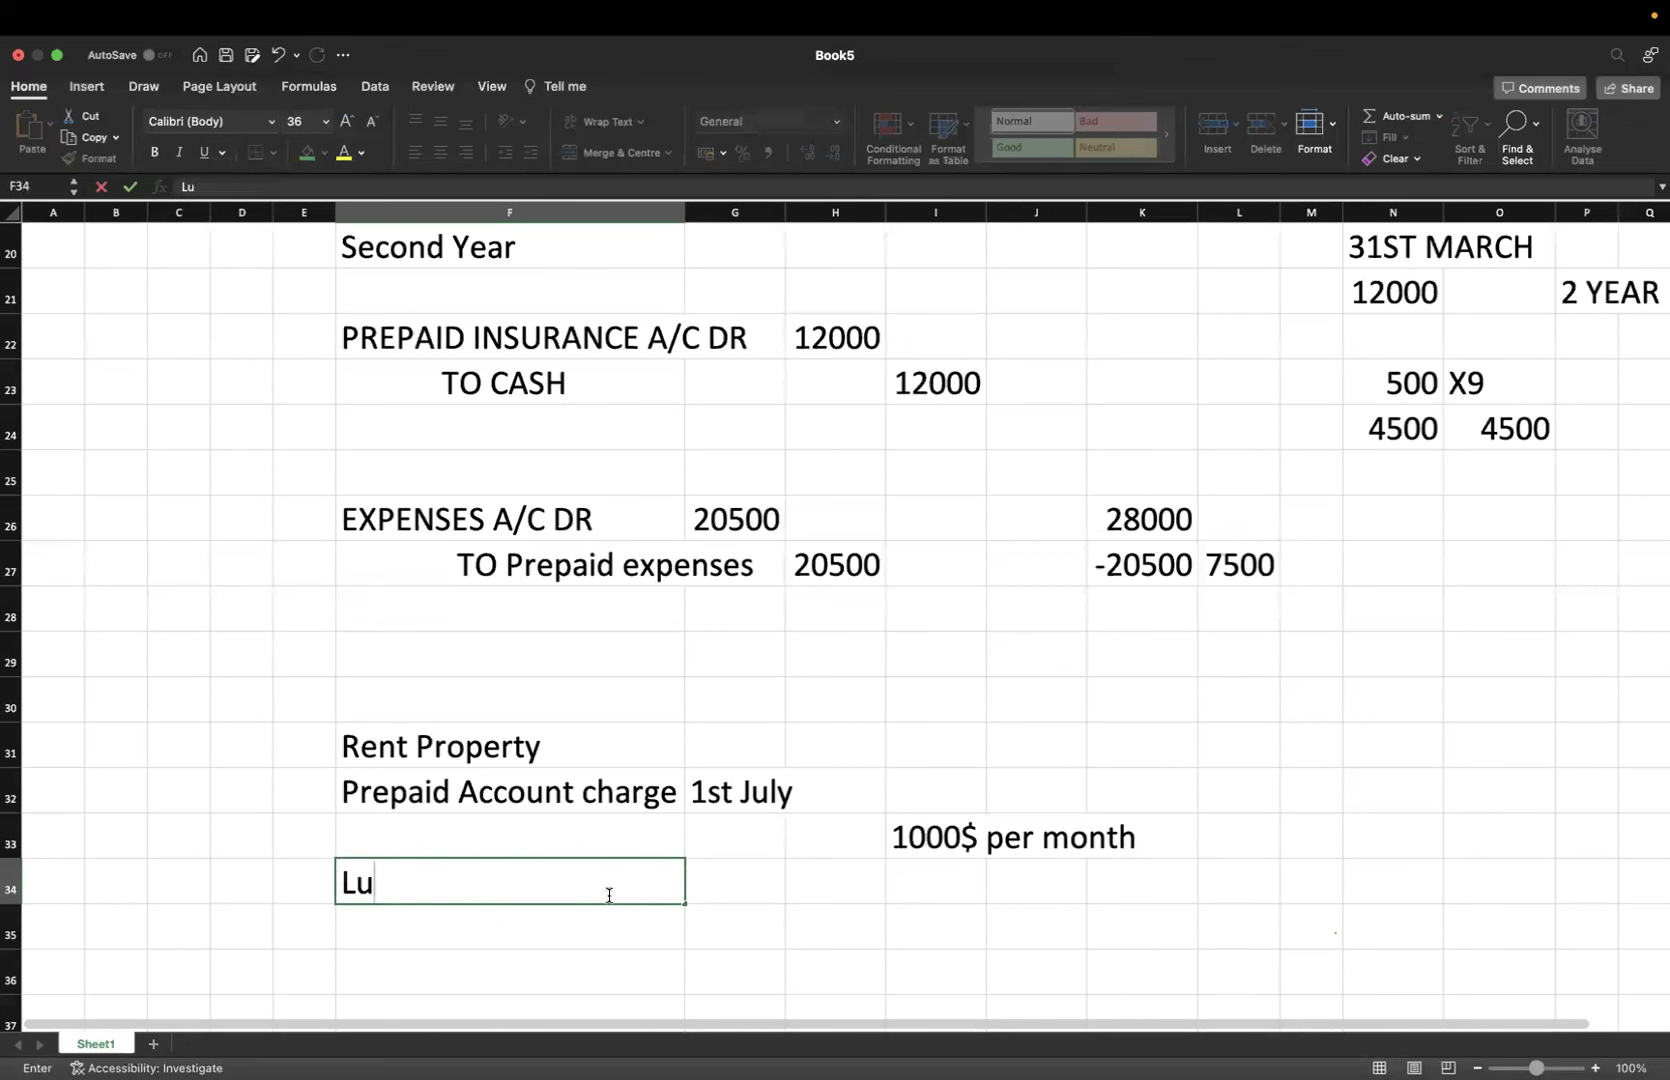 AutoSave OFF
Book5
Home Insert Draw Page Layout Formulas Data Review View Tell me
Comments Share
Paste Cut Copy Format
Calibri (Body) 36
B I U A
Wrap Text
Merge & Centre
General
Conditional Formatting
Format as Table
Normal Bad
Good Neutral
Insert Delete Format
Auto-sum
Fill
Clear
Sort & Filter
Find & Select
Analyse Data
F34 fx Lu
A B C D E F G H I J K L M N O P Q
20 Second Year 31ST MARCH
21 12000 2 YEAR
22 PREPAID INSURANCE A/C DR 12000
23 TO CASH 12000 500 X9
24 4500 4500
25
26 EXPENSES A/C DR 20500 28000
27 TO Prepaid expenses 20500 -20500 7500
28
29
30
31 Rent Property
32 Prepaid Account charge 1st July
33 1000$ per month
34 Lu
35
36
37
Sheet1 +
Enter Accessibility: Investigate 100%